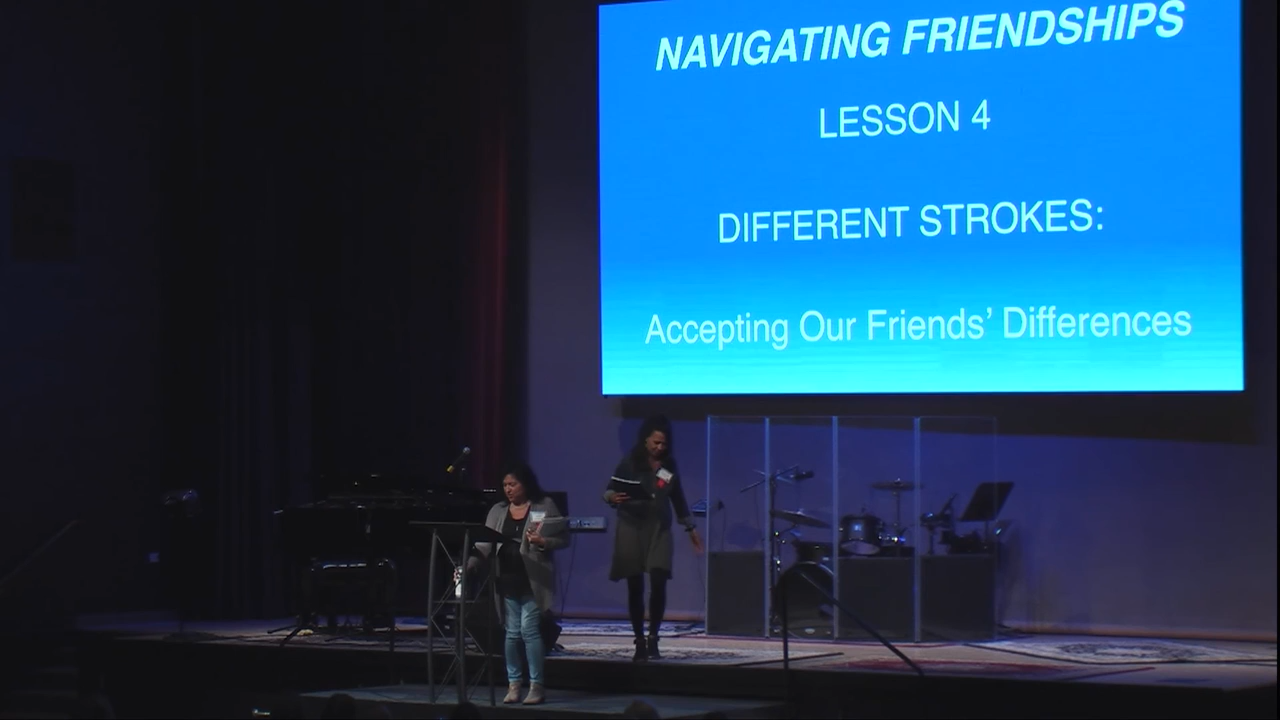 NAVIGATING FRIENDSHIPS
LESSON 4
DIFFERENT STROKES:
Accepting Our Friends’ Differences